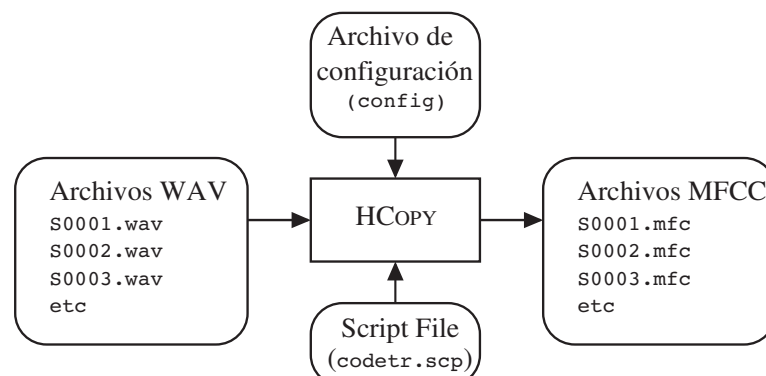 Archivo de
configuración
(config)
Archivos WAV
S0001.wav
S0002.wav
S0003.wav
etc
HCOPY
Archivos MFCC
S0001.mfc
S0002.mfc
S0003.mfc
etc
Script File
(codetr.scp)